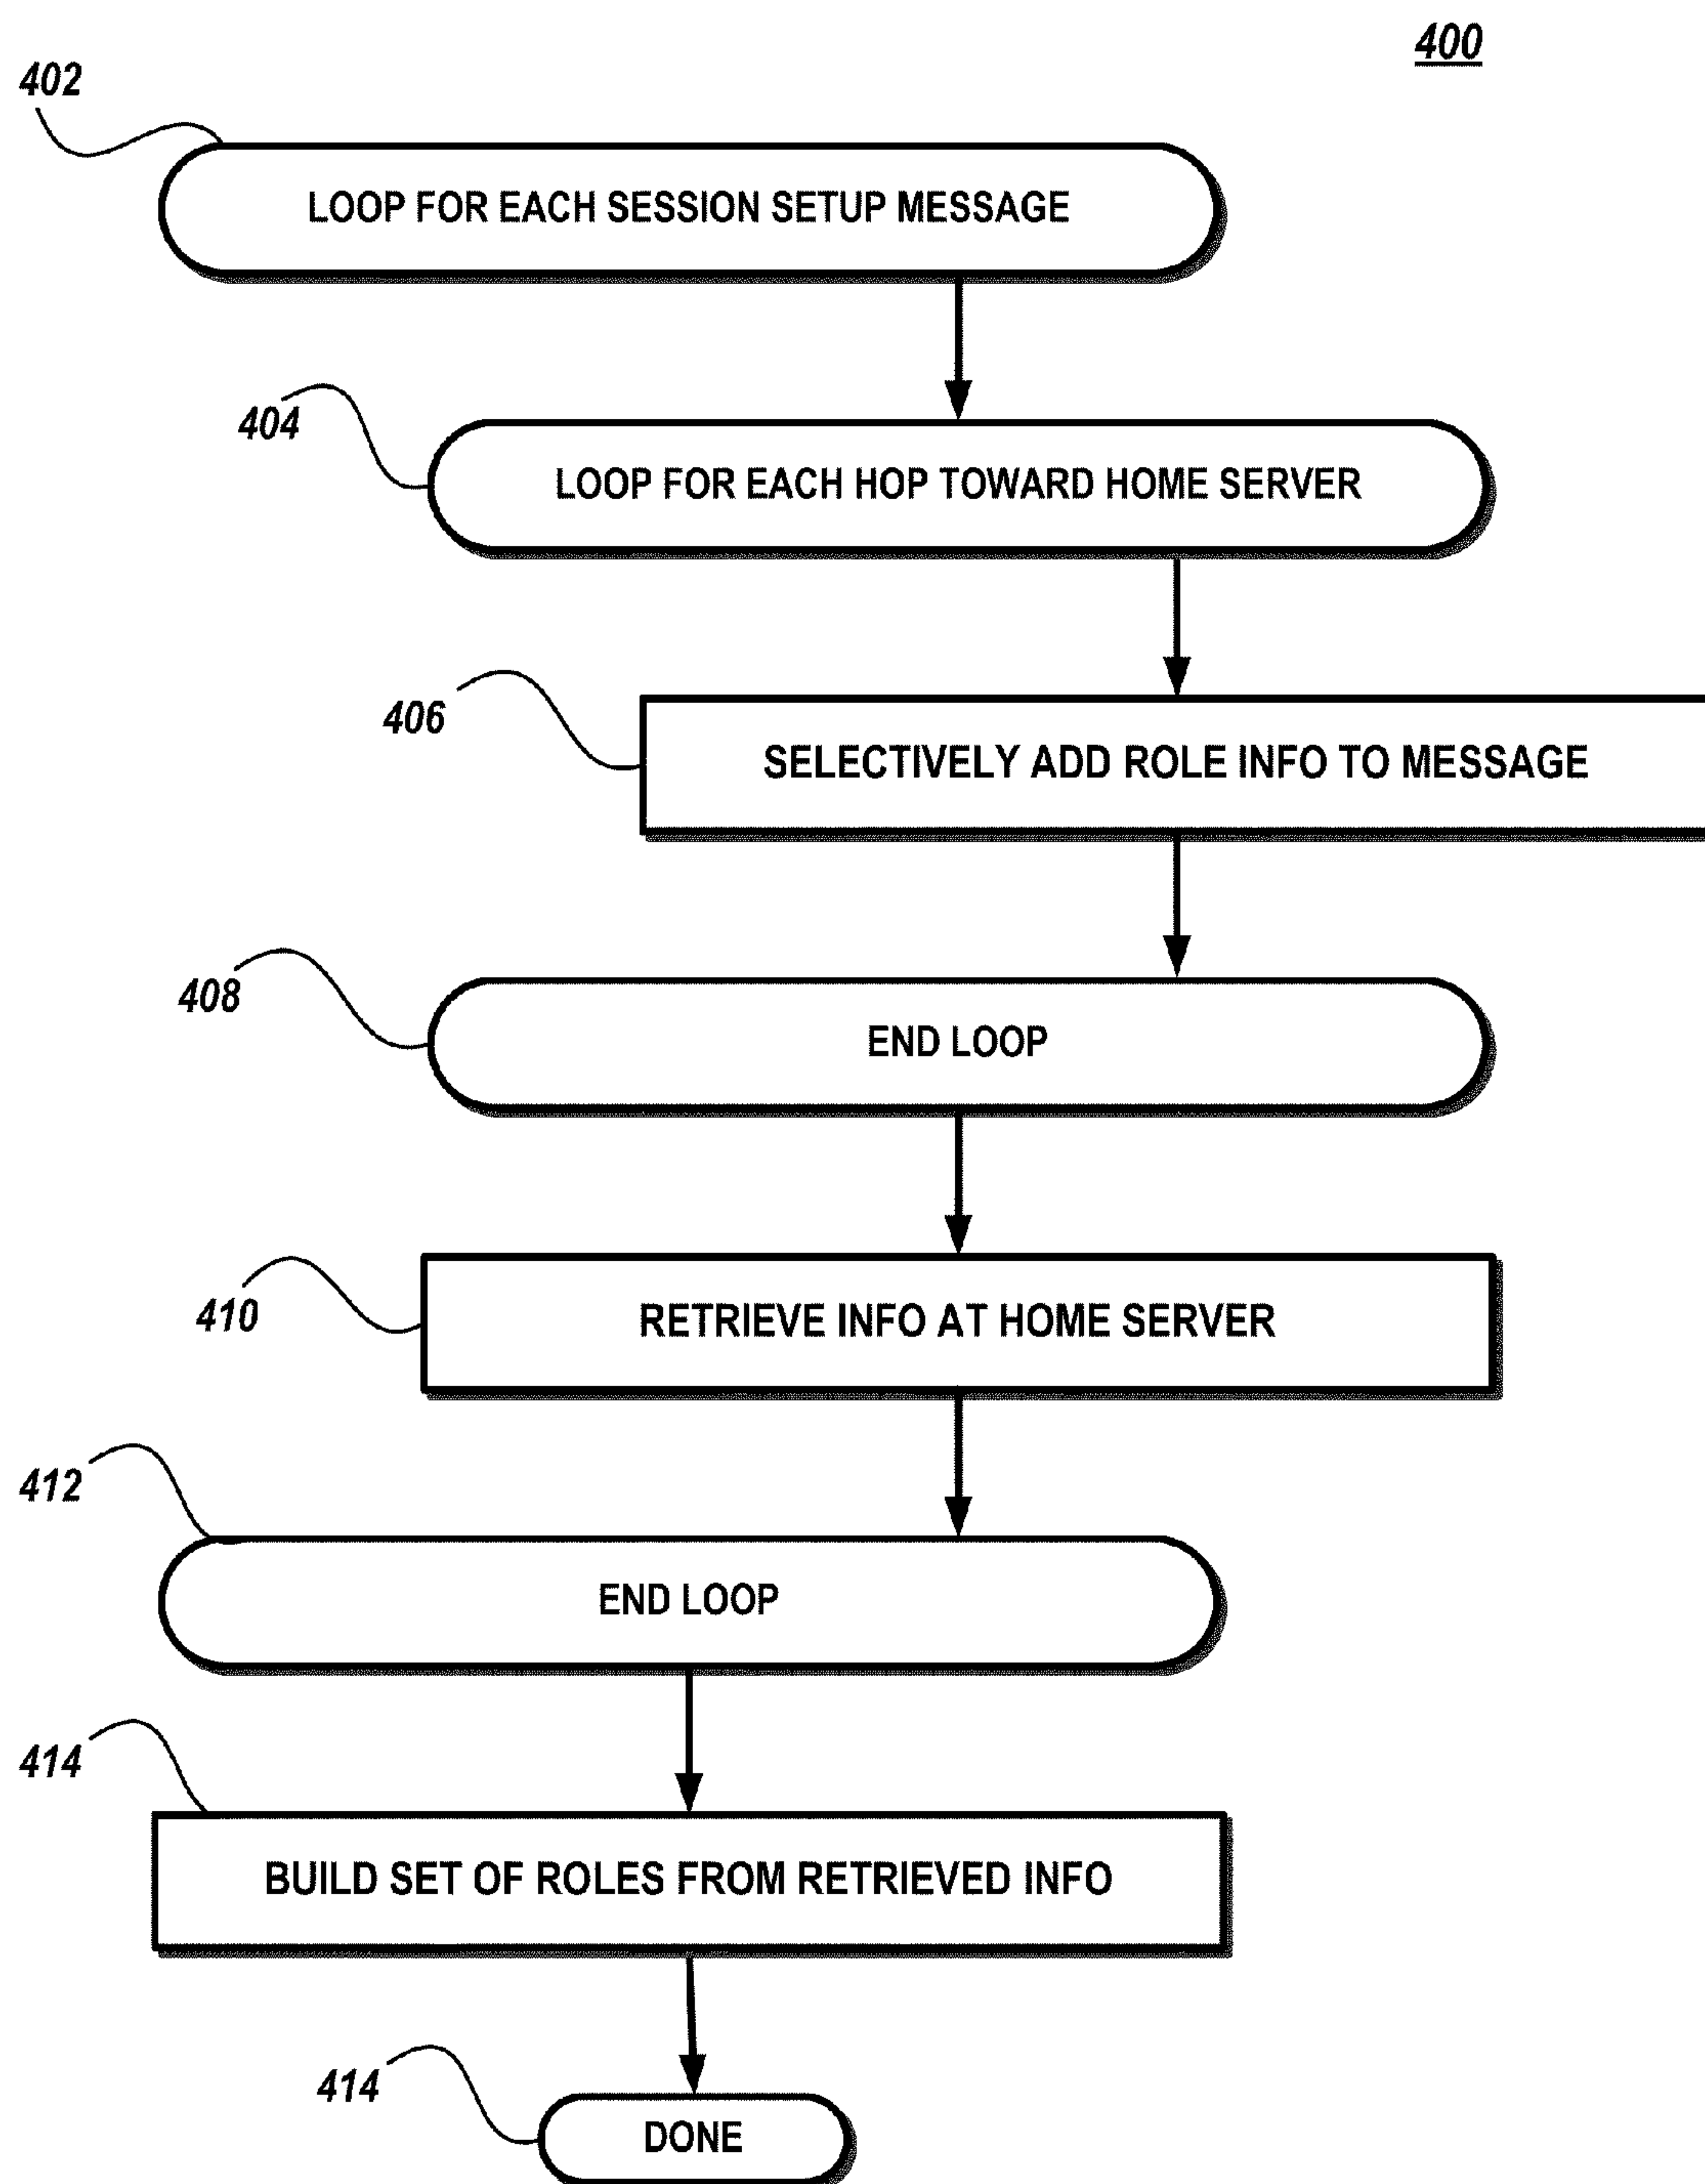 400
402
LOOP FOR EACH SESSION SETUP MESSAGE
404
LOOP FOR EACH HOP TOWARD HOME SERVER
406
SELECTIVELY ADD ROLE INFO TO MESSAGE
408
END LOOP
410
RETRIEVE INFO AT HOME SERVER
412
END LOOP
414
BUILD SET OF ROLES FROM RETRIEVED INFO
414
DONE